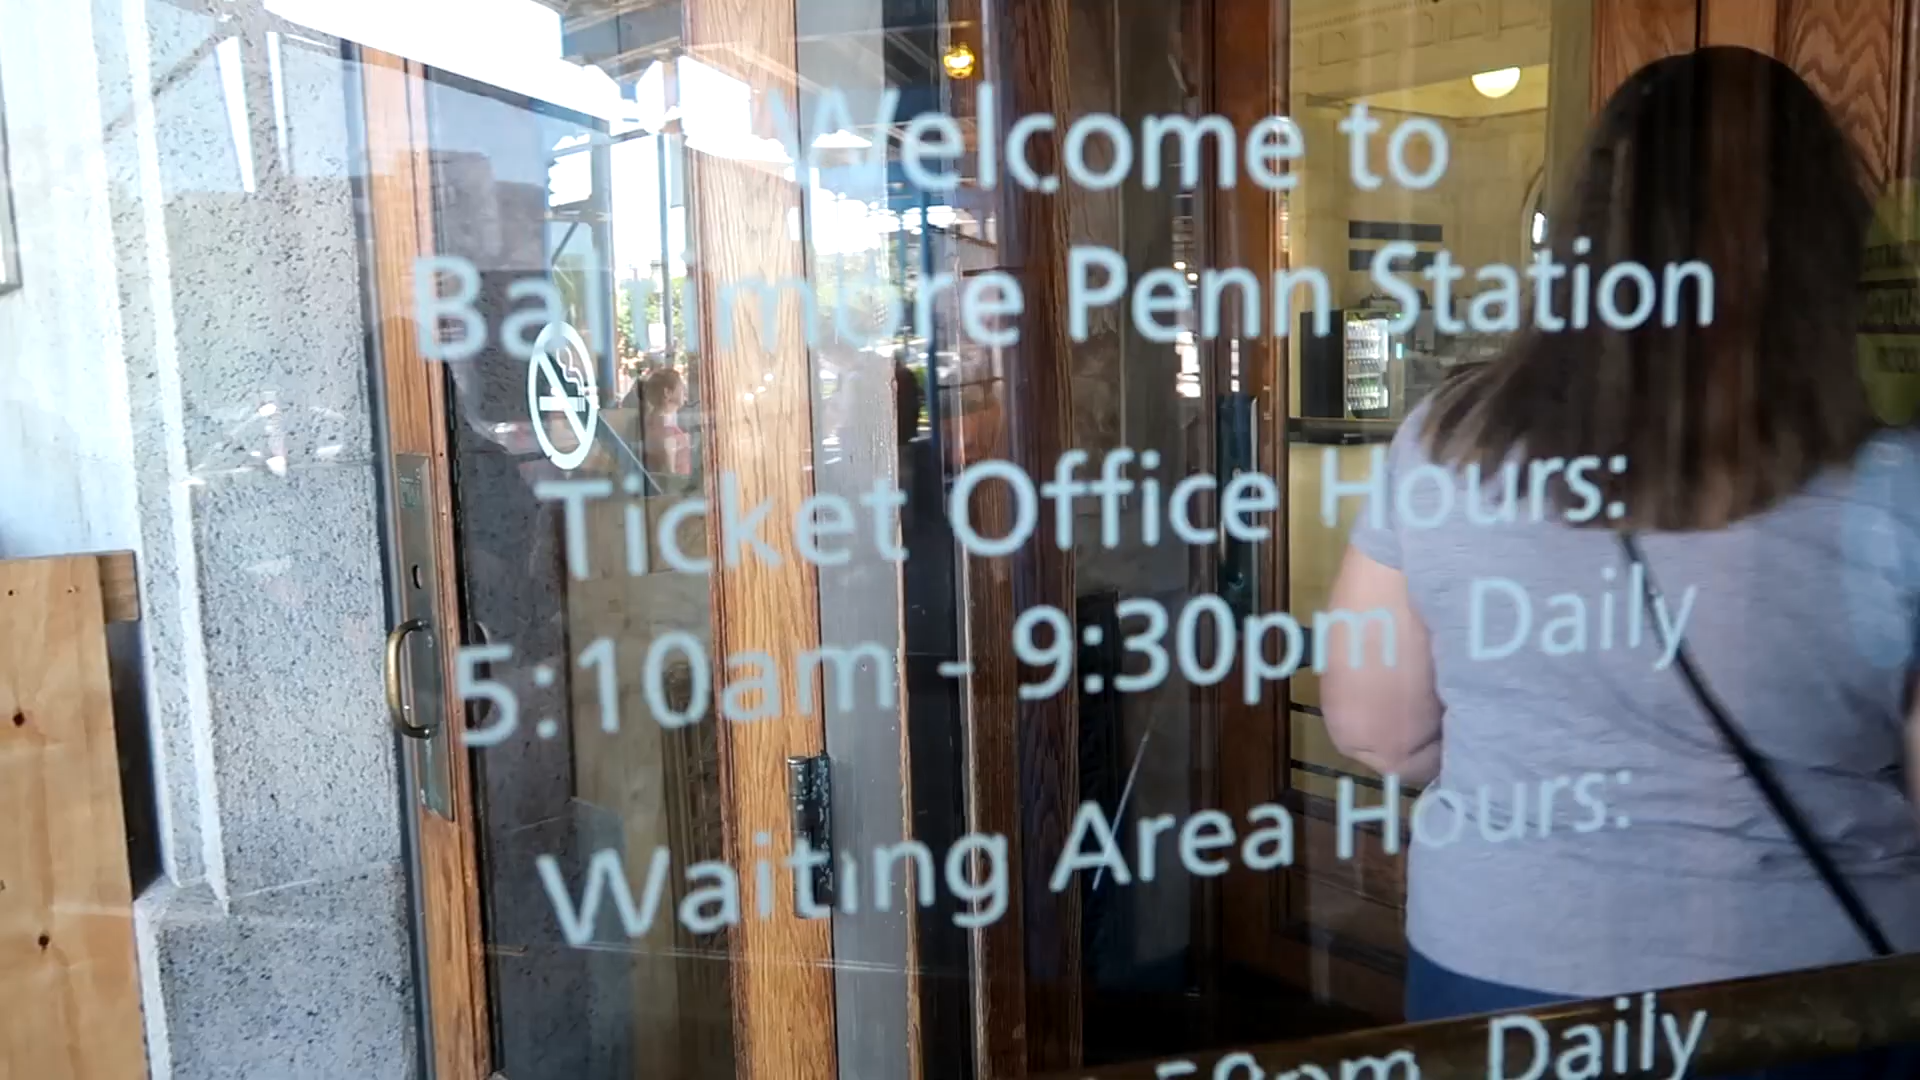 Welcome to
Baltimore Penn Station
Ticket Office Hours:
5:10am - 9:30pm Daily
Waiting Area Hours:
Daily